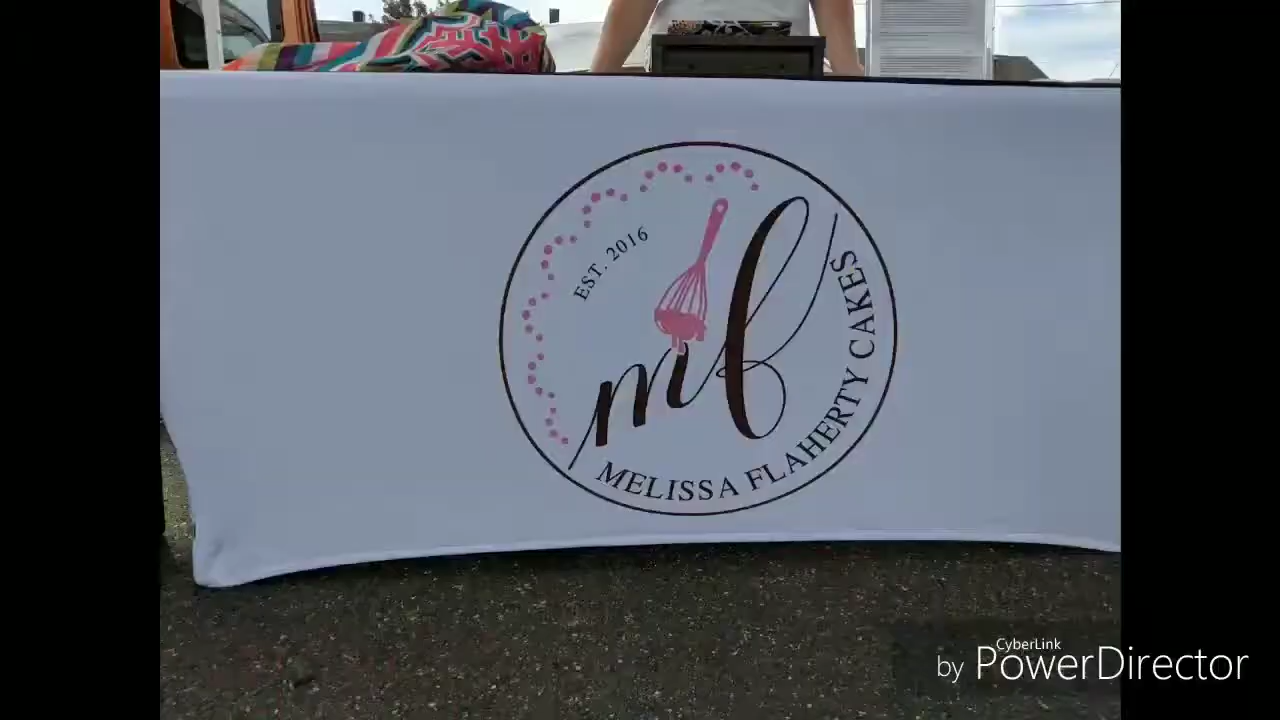 EST. 2016
mf
MELISSA FLAHERTY CAKES
CyberLink
by PowerDirector